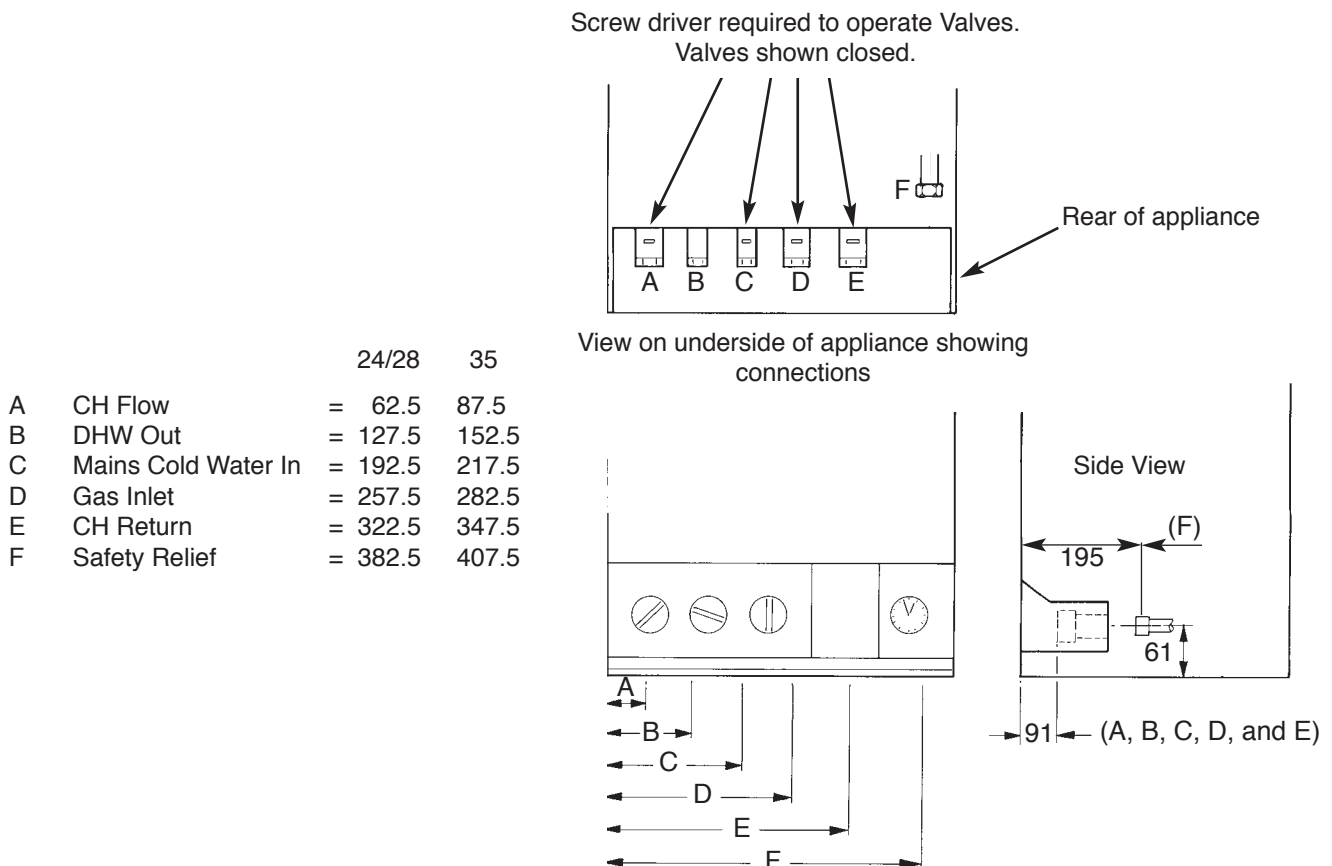 Screw driver required to operate Valves.
Valves shown closed.
F
Rear of appliance
A B C D E
View on underside of appliance showing
connections
24/28 35
A CH Flow = 62.5 87.5
B DHW Out = 127.5 152.5
C Mains Cold Water In = 192.5 217.5
D Gas Inlet = 257.5 282.5
E CH Return = 322.5 347.5
F Safety Relief = 382.5 407.5
Side View
(F)
195
61
91 (A, B, C, D, and E)
A
B
C
D
E
F